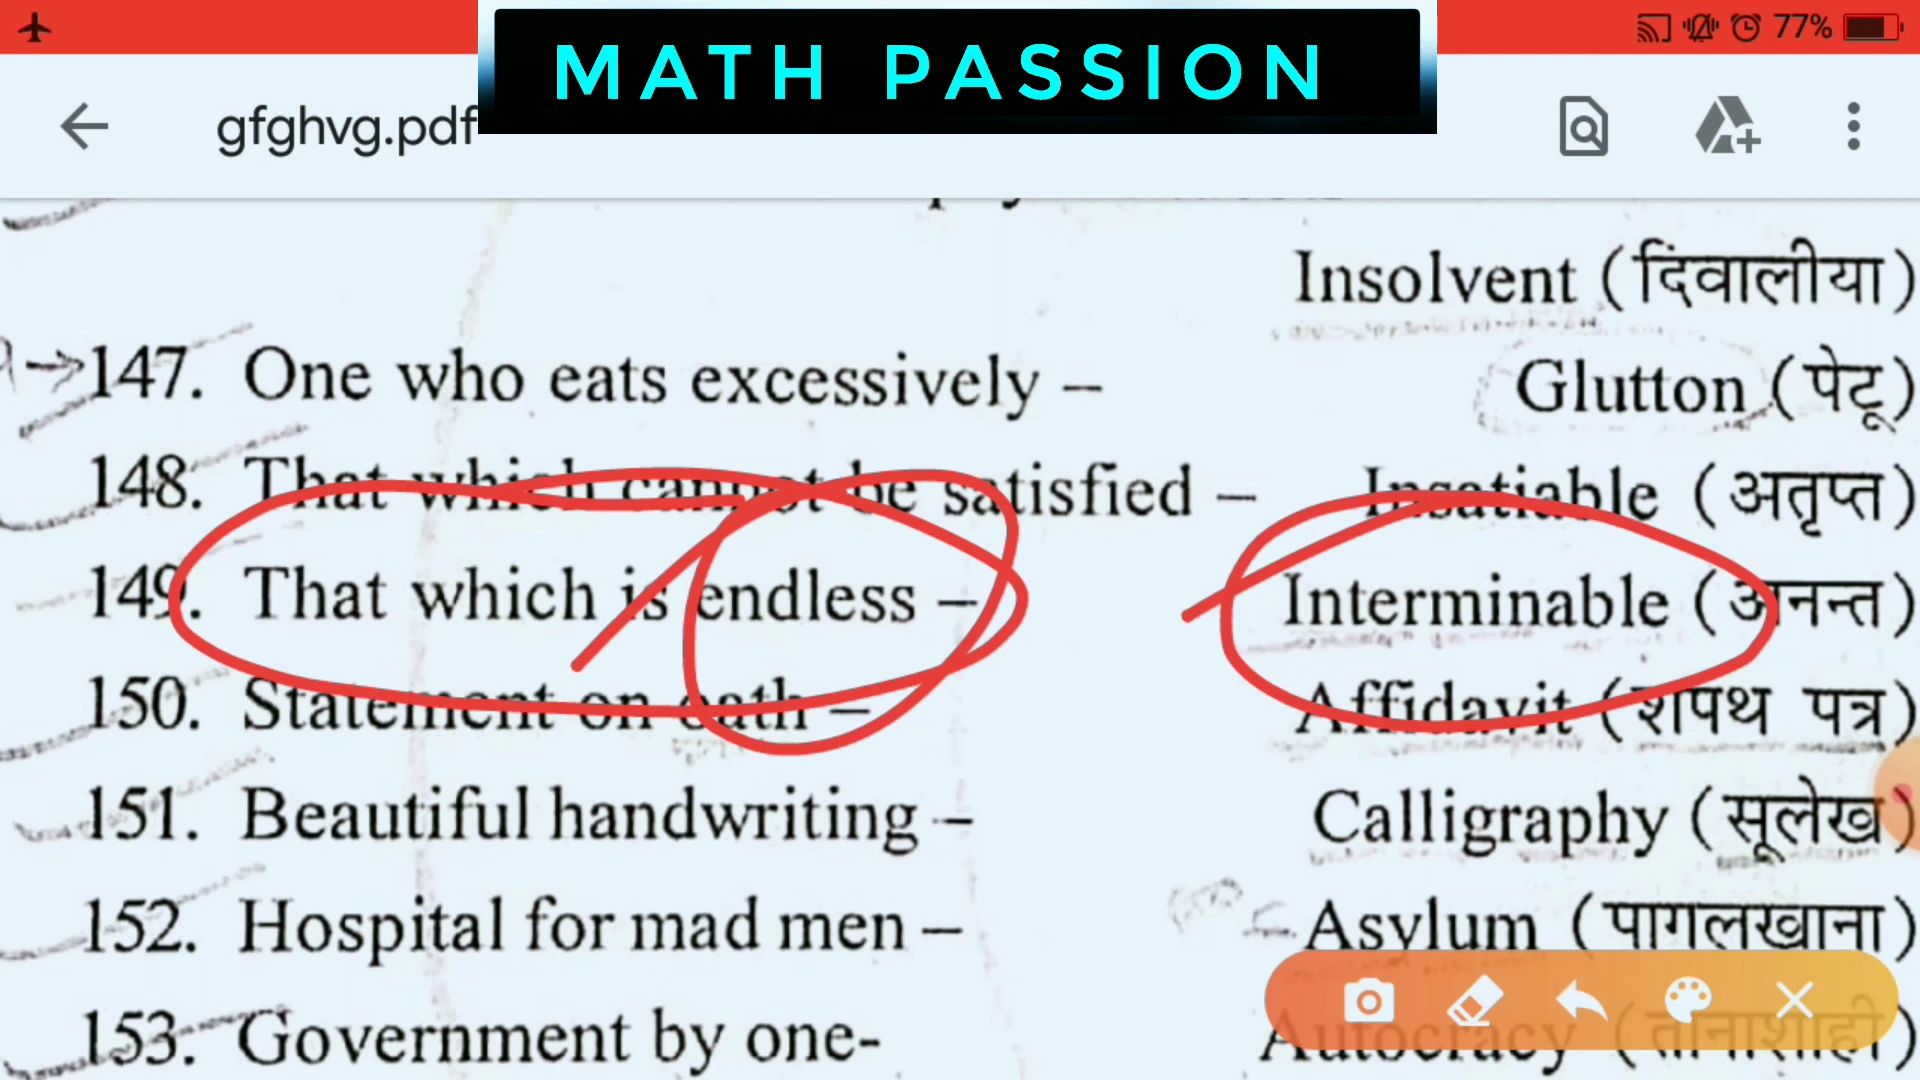 77%
MATH PASSION
gfghvg.pdf
Insolvent (दिवालीया)
147. One who eats excessively – Glutton (पेटू)
148. That which cannot be satisfied – Insatiable (अतृप्त)
149. That which is endless – Interminable (अनन्त)
150. Statement on oath – Affidavit (शपथ पत्र)
151. Beautiful handwriting – Calligraphy (सूलेख)
152. Hospital for mad men – Asylum (पागलखाना)
153. Government by one- Autocracy (तानाशाही)